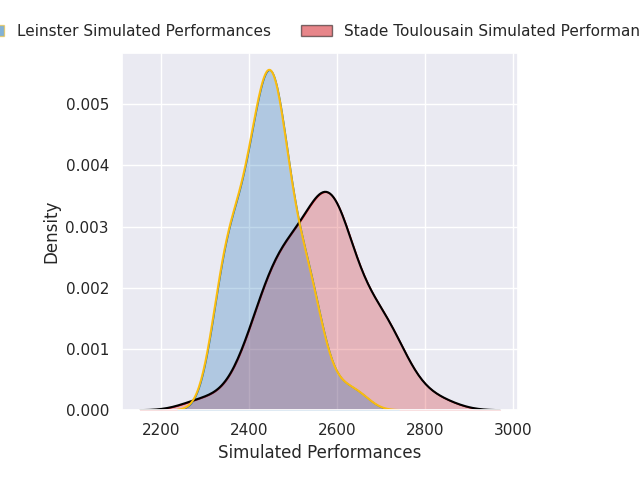 Leinster Simulated Performances
Stade Toulousain Simulated Performan
0.005
0.004
0.003
0.002
0.001
0.000
Density
2200
2400
2600
2800
3000
Simulated Performances